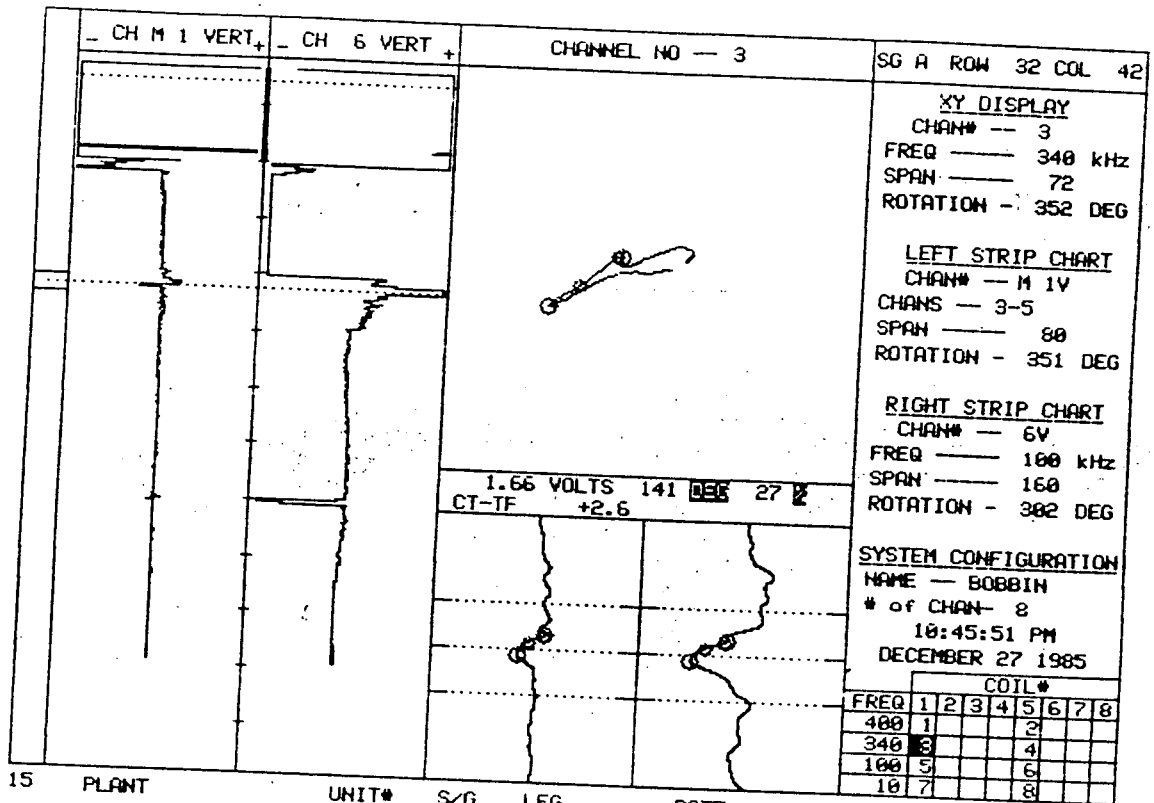 _ CH M 1 VERT +
_ CH 6 VERT +
CHANNEL NO -- 3
SG A ROW 32 COL 42
XY DISPLAY
CHAN# -- 3
FREQ ----- 340 kHz
SPAN ----- 72
ROTATION - 352 DEG
LEFT STRIP CHART
CHAN# -- M 1V
CHANS -- 3-5
SPAN ----- 80
ROTATION - 351 DEG
RIGHT STRIP CHART
CHAN# -- 6V
FREQ ----- 100 kHz
SPAN ----- 160
ROTATION - 302 DEG
1.66 VOLTS 141 DEG 27 %
CT-TF +2.6
SYSTEM CONFIGURATION
NAME -- BOBBIN
# of CHAN- 8
10:45:51 PM
DECEMBER 27 1985
COIL#
FREQ 1 2 3 4 5 6 7 8
400 1 2
340 3 4
100 5 6
10 7 8
15 PLANT UNIT# S/G LEG